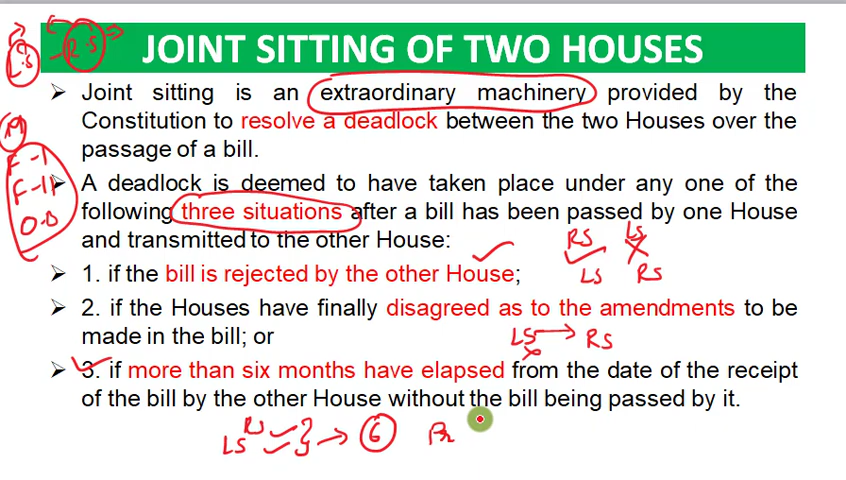 JOINT SITTING OF TWO HOUSES
L.S
R.S
➤ Joint sitting is an extraordinary machinery provided by the
Constitution to resolve a deadlock between the two Houses over the
passage of a bill.
F-I
F-II
O.B
➤ A deadlock is deemed to have taken place under any one of the
following three situations after a bill has been passed by one House
and transmitted to the other House:
RS LS
LS RS
➤ 1. if the bill is rejected by the other House;
➤ 2. if the Houses have finally disagreed as to the amendments to be
made in the bill; or
LS → RS
➤ 3. if more than six months have elapsed from the date of the receipt
of the bill by the other House without the bill being passed by it.
RS
LS } → 6